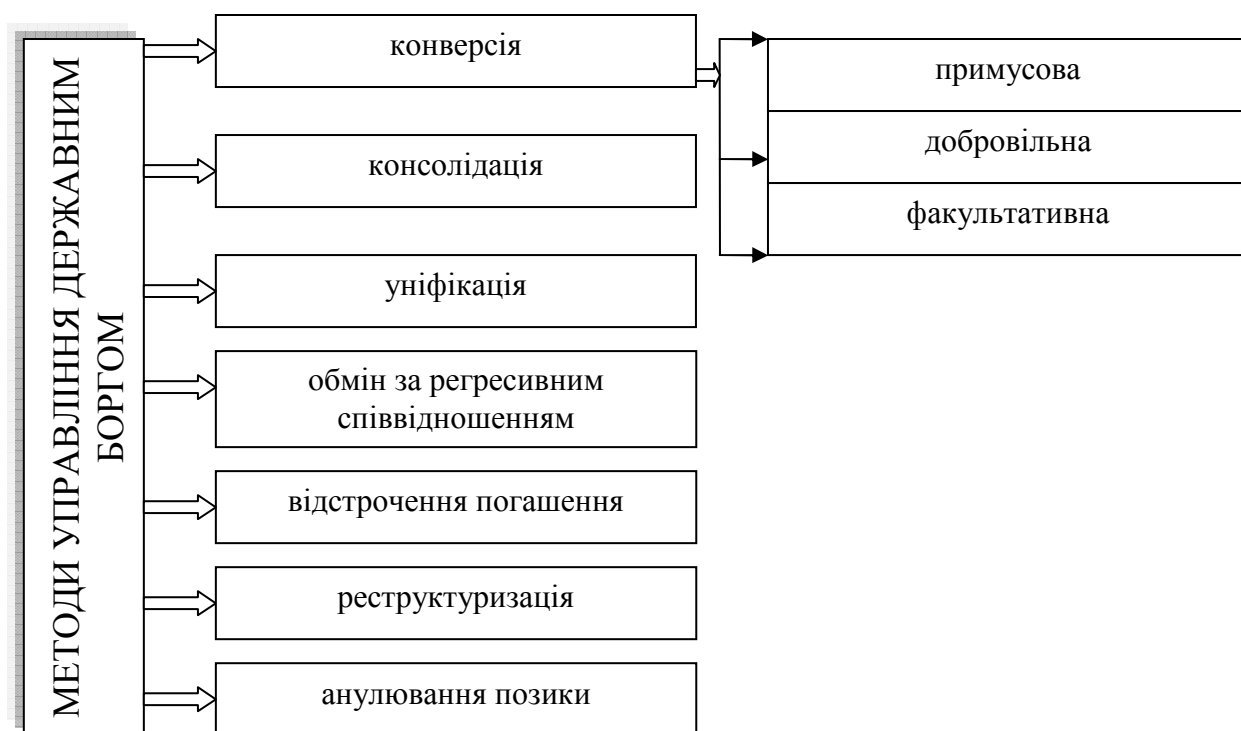 МЕТОДИ УПРАВЛІННЯ ДЕРЖАВНИМ
БОРГОМ
конверсія
примусова
добровільна
факультативна
консолідація
уніфікація
обмін за регресивним
співвідношенням
відстрочення погашення
реструктуризація
анулювання позики